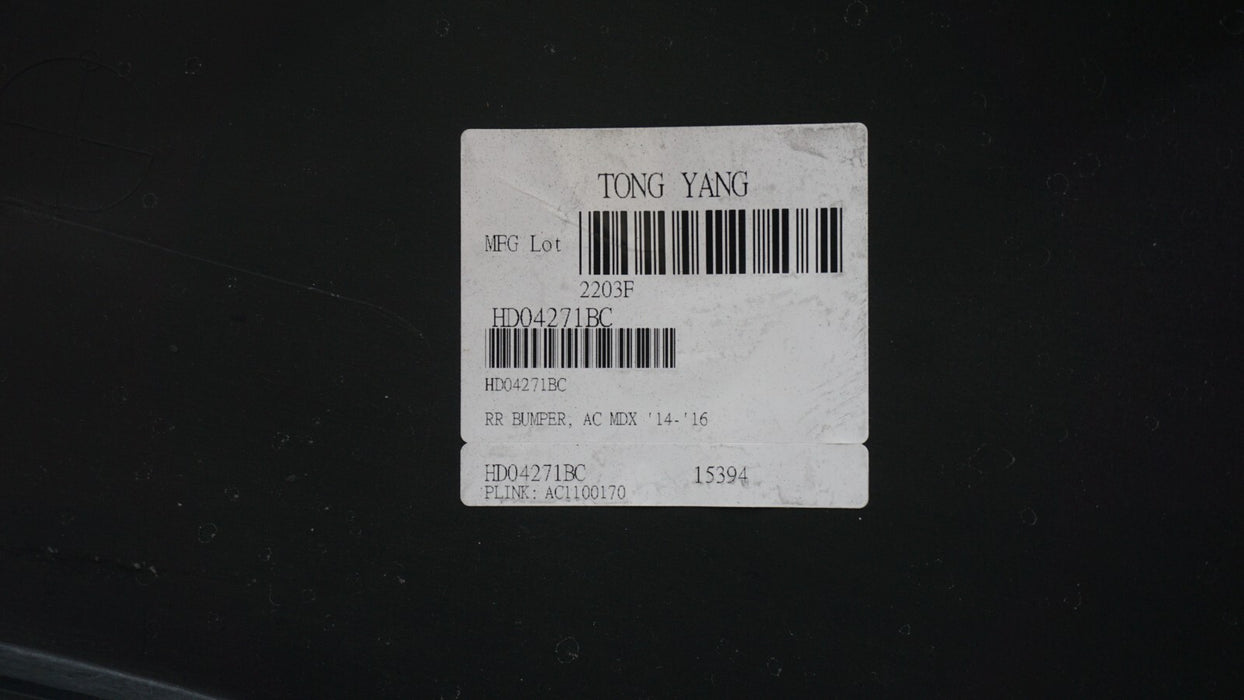 TONG YANG
MFG Lot
2203F
HD04271BC
HD04271BC
RR BUMPER, AC MDX '14-'16
HD04271BC 15394
PLINK: AC1100170